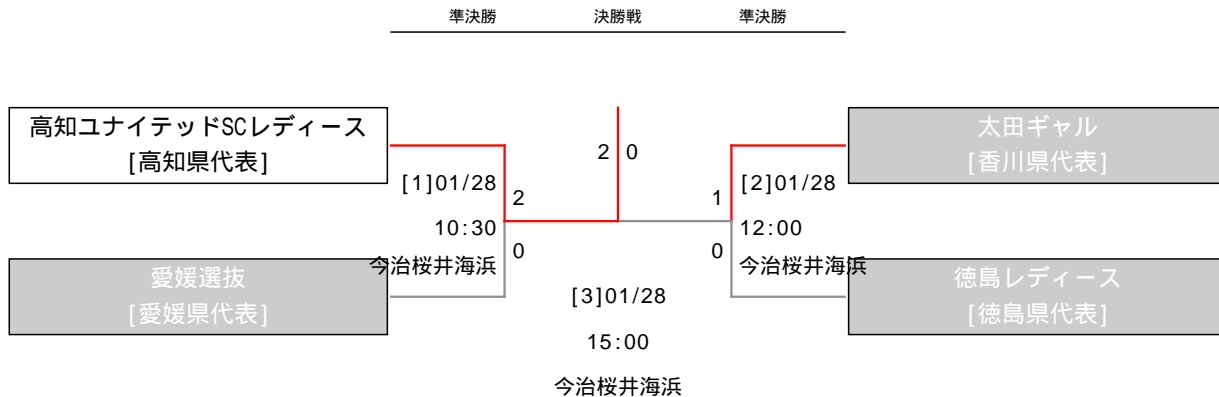 準決勝 決勝戦 準決勝
高知ユナイテッドSCレディース
[高知県代表]
太田ギャル
[香川県代表]
2 0
[1]01/28
2
10:30
0
今治桜井海浜
1
[2]01/28
12:00
0
今治桜井海浜
愛媛選抜
[愛媛県代表]
徳島レディース
[徳島県代表]
[3]01/28
15:00
今治桜井海浜